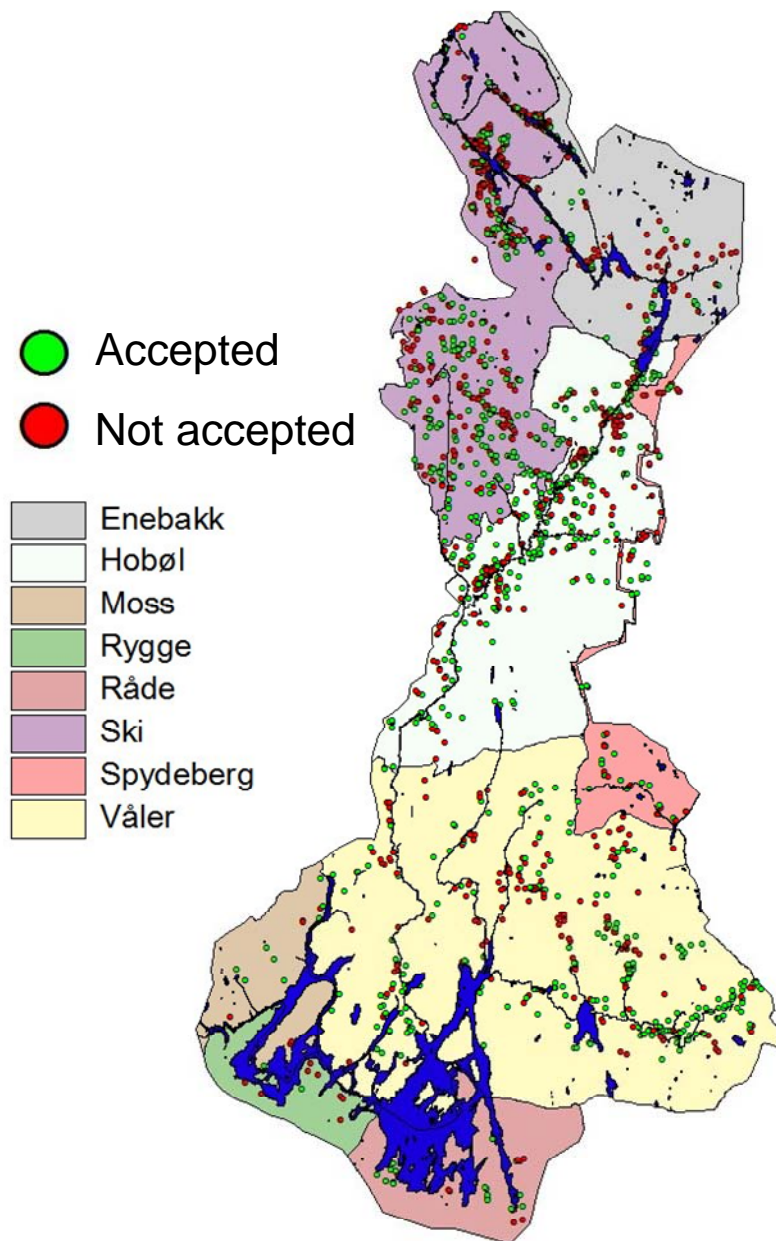 Accepted
Not accepted
Enebakk
Hobøl
Moss
Rygge
Råde
Ski
Spydeberg
Våler